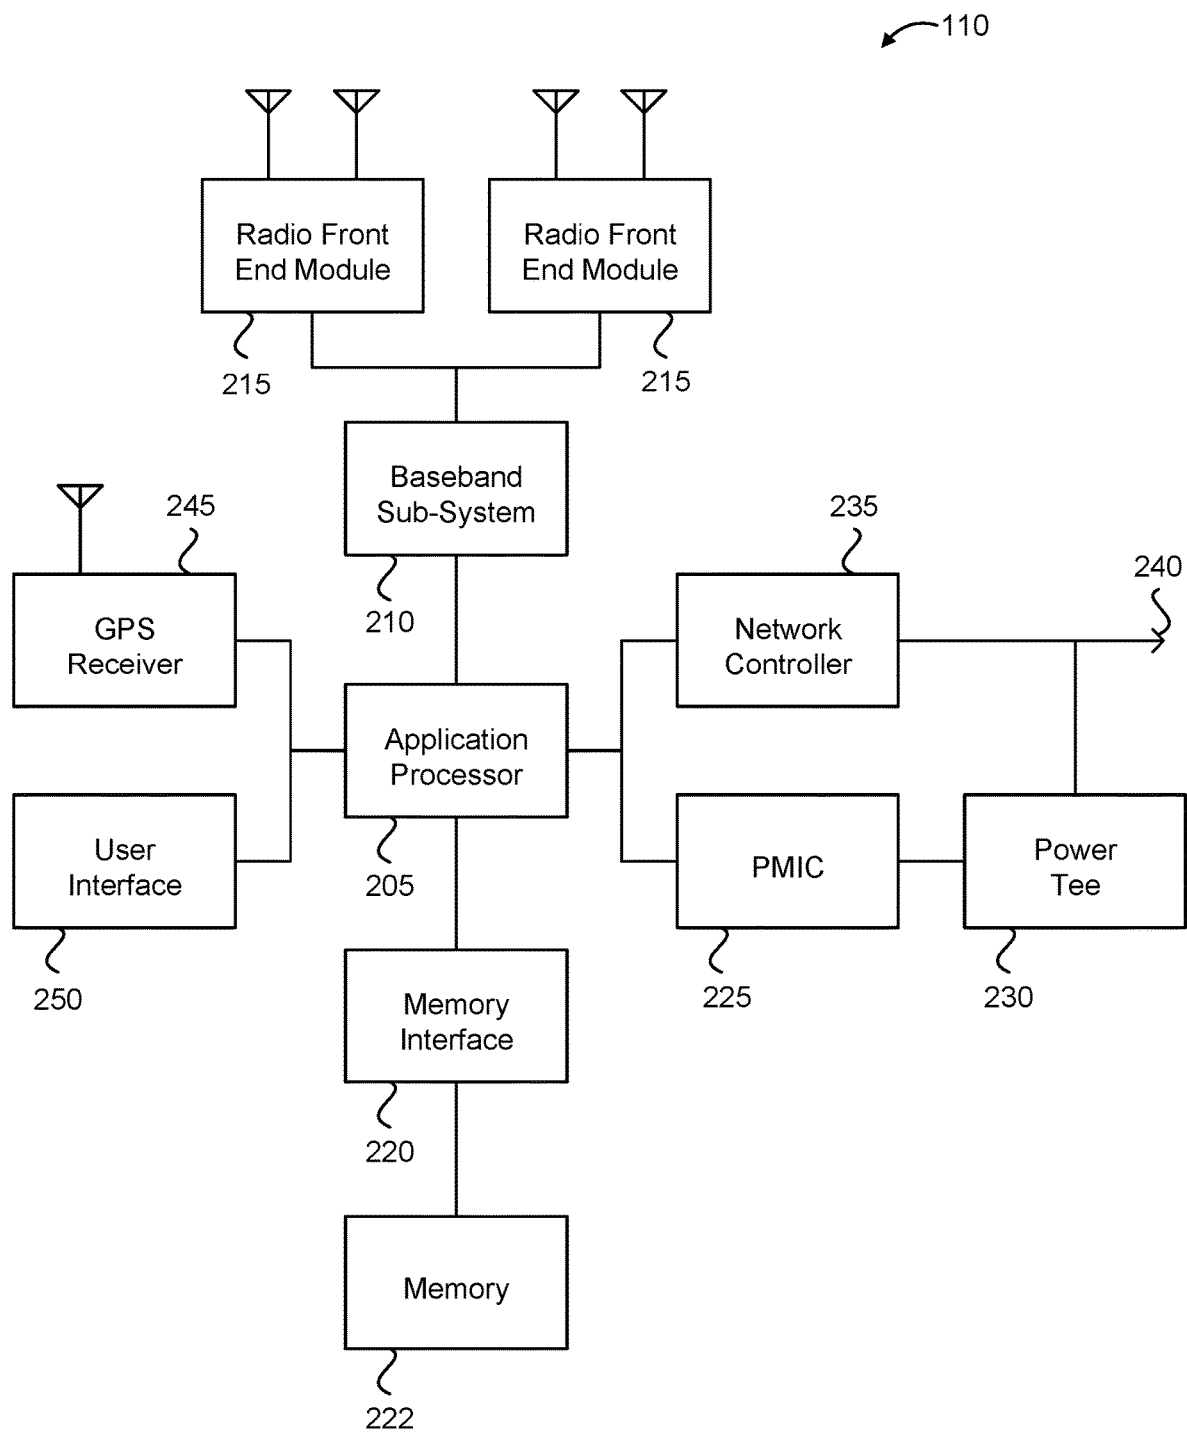 110
Radio Front
End Module
Radio Front
End Module
215
215
Baseband
Sub-System
210
245
GPS
Receiver
235
Network
Controller
240
Application
Processor
205
User
Interface
250
PMIC
225
Power
Tee
230
Memory
Interface
220
Memory
222